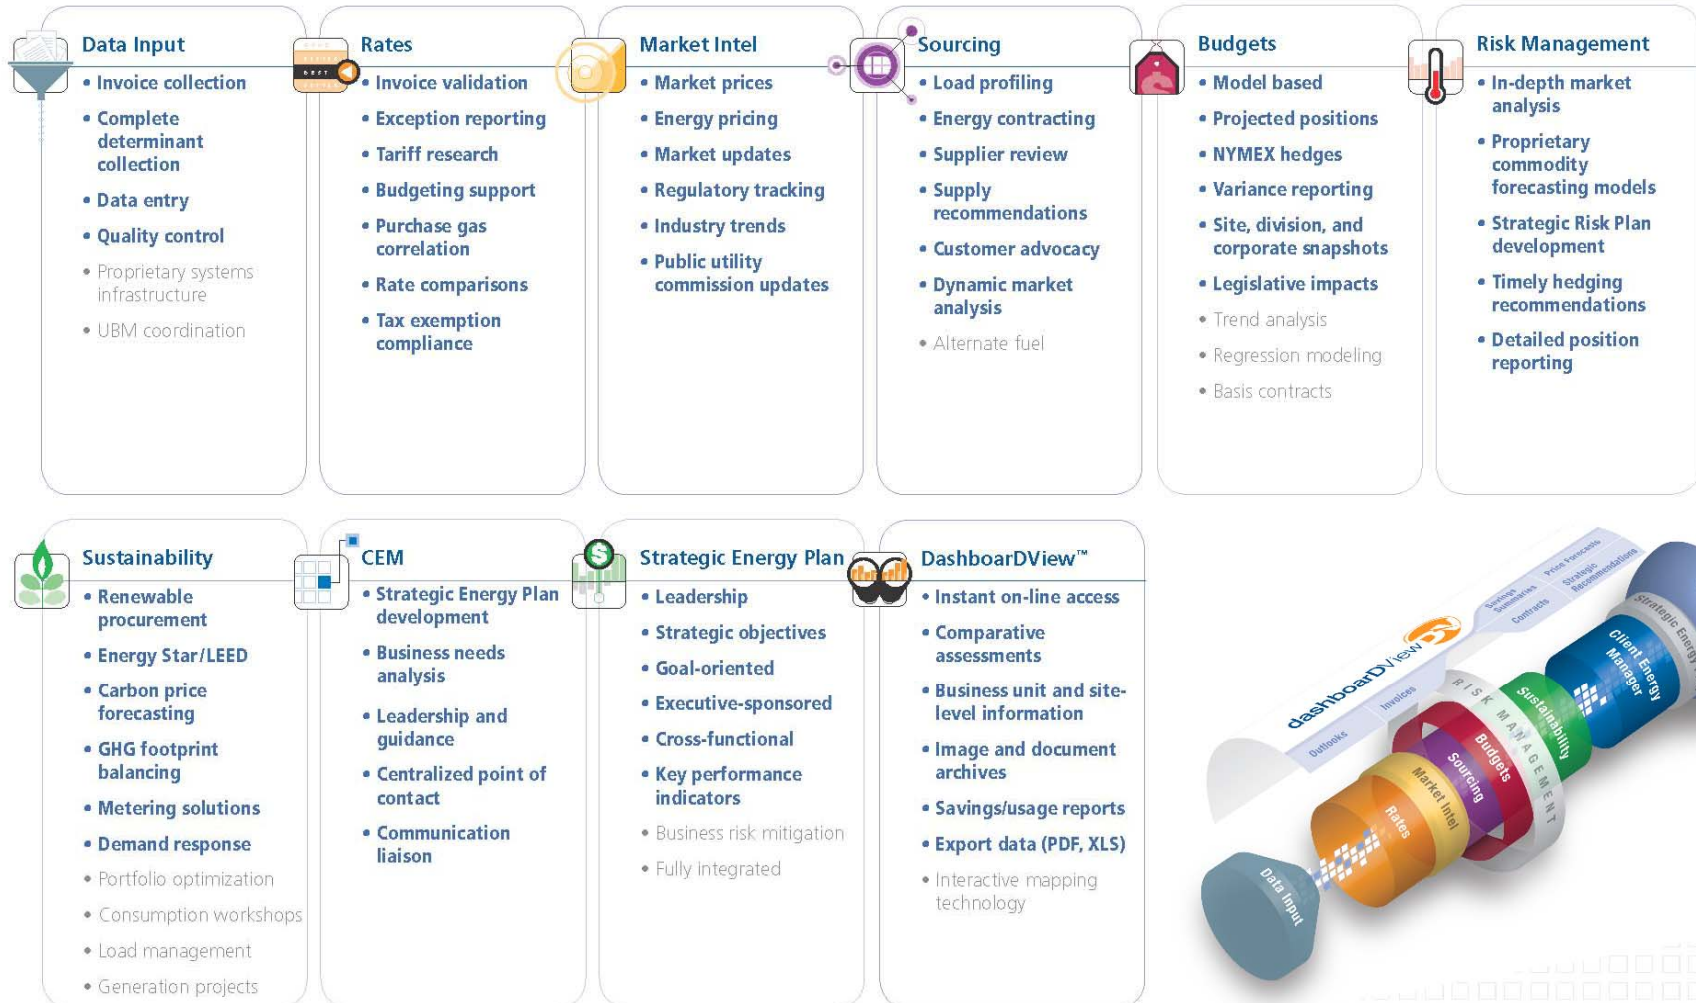 Data Input
• Invoice collection
• Complete
determinant
collection
• Data entry
• Quality control
• Proprietary systems
infrastructure
• UBM coordination
Rates
• Invoice validation
• Exception reporting
• Tariff research
• Budgeting support
• Purchase gas
correlation
• Rate comparisons
• Tax exemption
compliance
Market Intel
• Market prices
• Energy pricing
• Market updates
• Regulatory tracking
• Industry trends
• Public utility
commission updates
Sourcing
• Load profiling
• Energy contracting
• Supplier review
• Supply
recommendations
• Customer advocacy
• Dynamic market
analysis
• Alternate fuel
Budgets
• Model based
• Projected positions
• NYMEX hedges
• Variance reporting
• Site, division, and
corporate snapshots
• Legislative impacts
• Trend analysis
• Regression modeling
• Basis contracts
Risk Management
• In-depth market
analysis
• Proprietary
commodity
forecasting models
• Strategic Risk Plan
development
• Timely hedging
recommendations
• Detailed position
reporting
Sustainability
• Renewable
procurement
• Energy Star/LEED
• Carbon price
forecasting
• GHG footprint
balancing
• Metering solutions
• Demand response
• Portfolio optimization
• Consumption workshops
• Load management
• Generation projects
CEM
• Strategic Energy Plan
development
• Business needs
analysis
• Leadership and
guidance
• Centralized point of
contact
• Communication
liaison
Strategic Energy Plan
• Leadership
• Strategic objectives
• Goal-oriented
• Executive-sponsored
• Cross-functional
• Key performance
indicators
• Business risk mitigation
• Fully integrated
DashboarDView™
• Instant on-line access
• Comparative
assessments
• Business unit and site-
level information
• Image and document
archives
• Savings/usage reports
• Export data (PDF, XLS)
• Interactive mapping
technology
dashboarDView
Outlooks
Invoices
Savings
Summaries
Contracts
Price Forecasts
Strategic
Recommendations
Data Input
Rates
Market Intel
Sourcing
Budgets
RISK MANAGEMENT
Sustainability
Client Energy
Manager
Strategic Energy